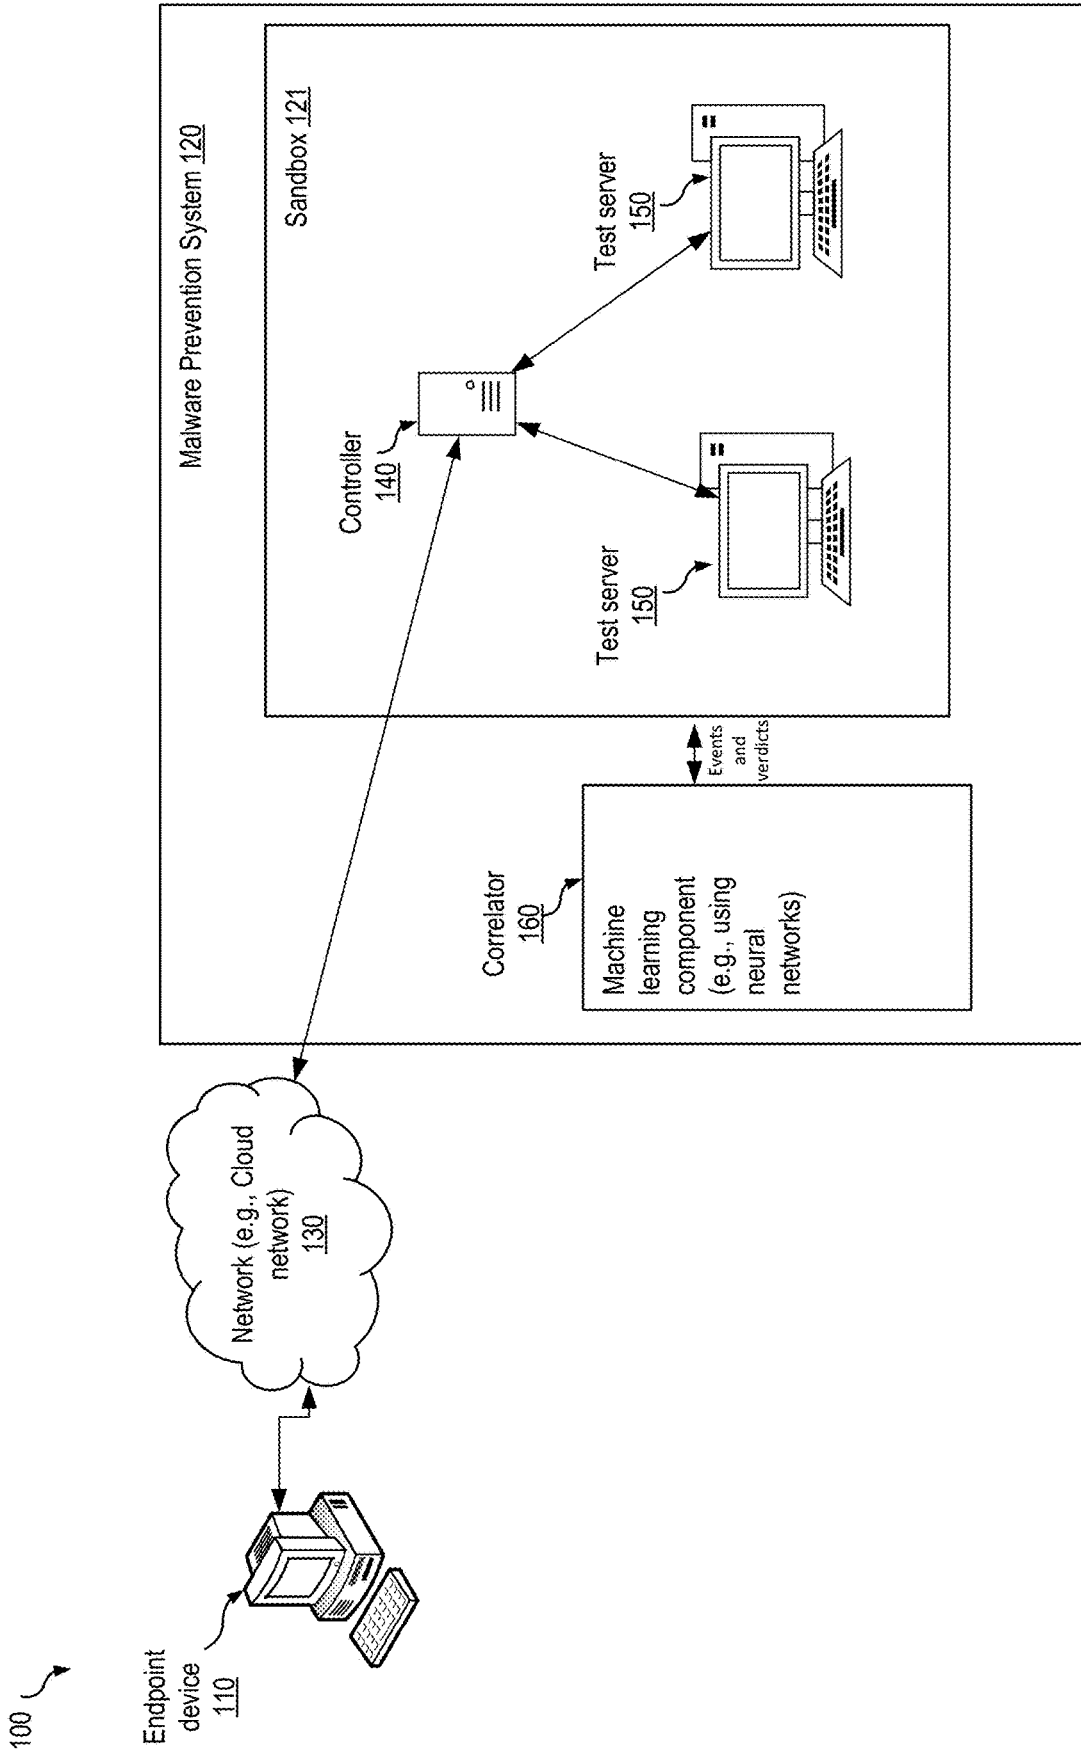 100
Endpoint
device
110
Network (e.g., Cloud
network)
130
Malware Prevention System 120
Sandbox 121
Controller
140
Test server
150
Test server
150
Correlator
160
Machine
learning
component
(e.g., using
neural
networks)
Events
and
verdicts